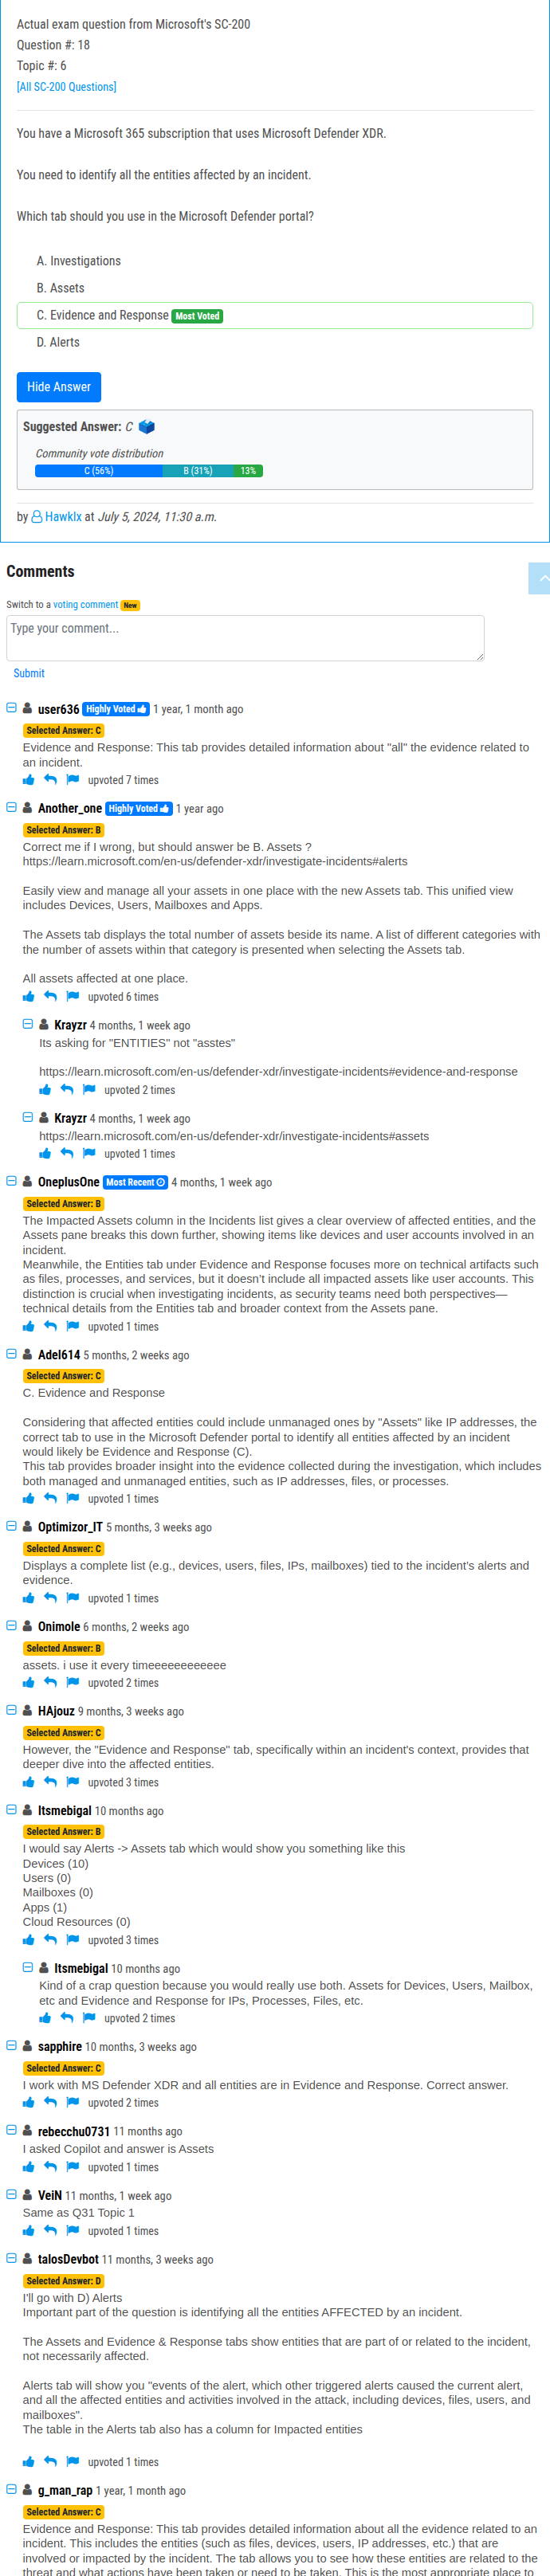 Actual exam question from Microsoft's SC-200
Question #: 18
Topic #: 6
[All SC-200 Questions]
You have a Microsoft 365 subscription that uses Microsoft Defender XDR.
You need to identify all the entities affected by an incident.
Which tab should you use in the Microsoft Defender portal?
A. Investigations
B. Assets
C. Evidence and Response Most Voted
D. Alerts
Hide Answer
Suggested Answer: C
Community vote distribution
C (56%) B (31%) 13%
by Hawklx at July 5, 2024, 11:30 a.m.
Comments
Switch to a voting comment New
Type your comment...
Submit
user636 Highly Voted 1 year, 1 month ago
Selected Answer: C
Evidence and Response: This tab provides detailed information about "all" the evidence related to
an incident.
upvoted 7 times
Another_one Highly Voted 1 year ago
Selected Answer: B
Correct me if I wrong, but should answer be B. Assets ?
https://learn.microsoft.com/en-us/defender-xdr/investigate-incidents#alerts
Easily view and manage all your assets in one place with the new Assets tab. This unified view
includes Devices, Users, Mailboxes and Apps.
The Assets tab displays the total number of assets beside its name. A list of different categories with
the number of assets within that category is presented when selecting the Assets tab.
All assets affected at one place.
upvoted 6 times
Krayzr 4 months, 1 week ago
Its asking for "ENTITIES" not "asstes"
https://learn.microsoft.com/en-us/defender-xdr/investigate-incidents#evidence-and-response
upvoted 2 times
Krayzr 4 months, 1 week ago
https://learn.microsoft.com/en-us/defender-xdr/investigate-incidents#assets
upvoted 1 times
OneplusOne Most Recent 4 months, 1 week ago
Selected Answer: B
The Impacted Assets column in the Incidents list gives a clear overview of affected entities, and the
Assets pane breaks this down further, showing items like devices and user accounts involved in an
incident.
Meanwhile, the Entities tab under Evidence and Response focuses more on technical artifacts such
as files, processes, and services, but it doesn't include all impacted assets like user accounts. This
distinction is crucial when investigating incidents, as security teams need both perspectives—
technical details from the Entities tab and broader context from the Assets pane.
upvoted 1 times
Adel614 5 months, 2 weeks ago
Selected Answer: C
C. Evidence and Response
Considering that affected entities could include unmanaged ones by "Assets" like IP addresses, the
correct tab to use in the Microsoft Defender portal to identify all entities affected by an incident
would likely be Evidence and Response (C).
This tab provides broader insight into the evidence collected during the investigation, which includes
both managed and unmanaged entities, such as IP addresses, files, or processes.
upvoted 1 times
Optimizor_IT 5 months, 3 weeks ago
Selected Answer: C
Displays a complete list (e.g., devices, users, files, IPs, mailboxes) tied to the incident's alerts and
evidence.
upvoted 1 times
Onimole 6 months, 2 weeks ago
Selected Answer: B
assets. i use it every timeeeeeeeeeeee
upvoted 2 times
HAjouz 9 months, 3 weeks ago
Selected Answer: C
However, the "Evidence and Response" tab, specifically within an incident's context, provides that
deeper dive into the affected entities.
upvoted 3 times
Itsmebigal 10 months ago
Selected Answer: B
I would say Alerts -> Assets tab which would show you something like this
Devices (10)
Users (0)
Mailboxes (0)
Apps (1)
Cloud Resources (0)
upvoted 3 times
Itsmebigal 10 months ago
Kind of a crap question because you would really use both. Assets for Devices, Users, Mailbox,
etc and Evidence and Response for IPs, Processes, Files, etc.
upvoted 2 times
sapphire 10 months, 3 weeks ago
Selected Answer: C
I work with MS Defender XDR and all entities are in Evidence and Response. Correct answer.
upvoted 2 times
rebecchu0731 11 months ago
I asked Copilot and answer is Assets
upvoted 1 times
VeiN 11 months, 1 week ago
Same as Q31 Topic 1
upvoted 1 times
talosDevbot 11 months, 3 weeks ago
Selected Answer: D
I'll go with D) Alerts
Important part of the question is identifying all the entities AFFECTED by an incident.
The Assets and Evidence & Response tabs show entities that are part of or related to the incident,
not necessarily affected.
Alerts tab will show you "events of the alert, which other triggered alerts caused the current alert,
and all the affected entities and activities involved in the attack, including devices, files, users, and
mailboxes".
The table in the Alerts tab also has a column for Impacted entities
upvoted 1 times
g_man_rap 1 year, 1 month ago
Selected Answer: C
Evidence and Response: This tab provides detailed information about all the evidence related to an
incident. This includes the entities (such as files, devices, users, IP addresses, etc.) that are
involved or impacted by the incident. The tab allows you to see how these entities are related to the
threat and what actions have been taken or need to be taken. This is the most appropriate place to